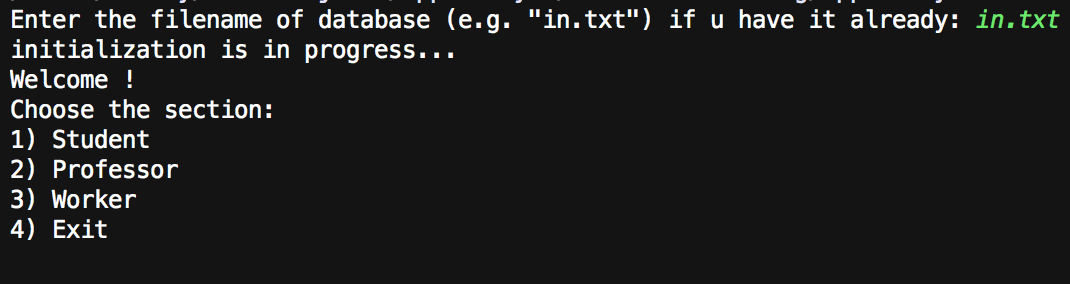 Enter the filename of database (e.g. "in.txt") if u have it already: in.txt
initialization is in progress...
Welcome !
Choose the section:
1) Student
2) Professor
3) Worker
4) Exit